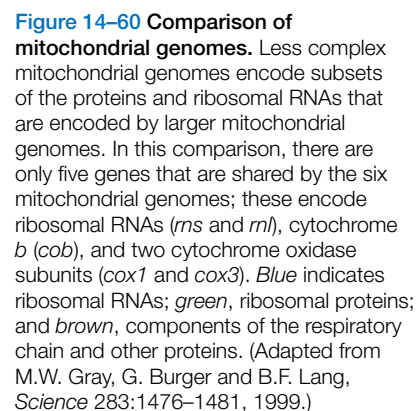 Figure 14–60 Comparison of
mitochondrial genomes. Less complex
mitochondrial genomes encode subsets
of the proteins and ribosomal RNAs that
are encoded by larger mitochondrial
genomes. In this comparison, there are
only five genes that are shared by the six
mitochondrial genomes; these encode
ribosomal RNAs (rns and rnl), cytochrome
b (cob), and two cytochrome oxidase
subunits (cox1 and cox3). Blue indicates
ribosomal RNAs; green, ribosomal proteins;
and brown, components of the respiratory
chain and other proteins. (Adapted from
M.W. Gray, G. Burger and B.F. Lang,
Science 283:1476–1481, 1999.)